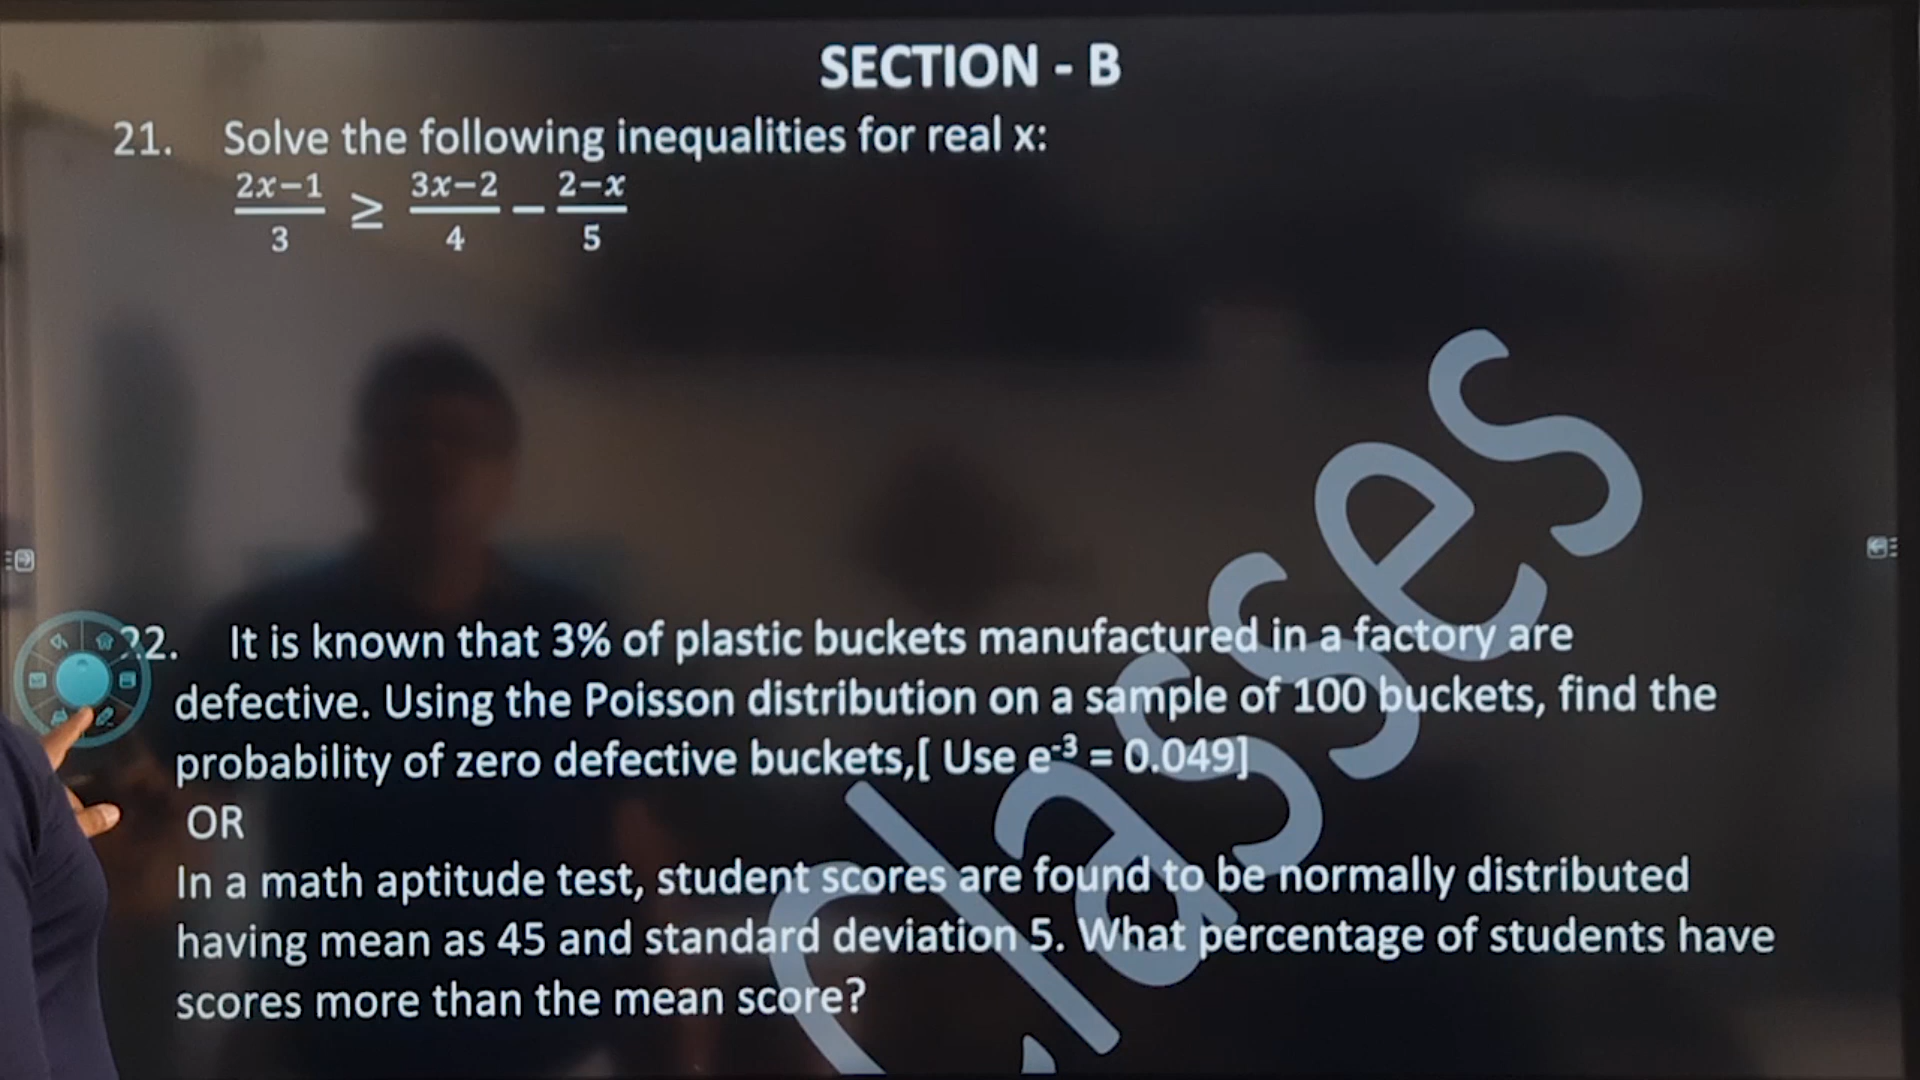 SECTION - B
21. Solve the following inequalities for real x:
2x−1/3 ≥ 3x−2/4 − 2−x/5
22. It is known that 3% of plastic buckets manufactured in a factory are
defective. Using the Poisson distribution on a sample of 100 buckets, find the
probability of zero defective buckets,[ Use e⁻³ = 0.049]
OR
In a math aptitude test, student scores are found to be normally distributed
having mean as 45 and standard deviation 5. What percentage of students have
scores more than the mean score?
Classes